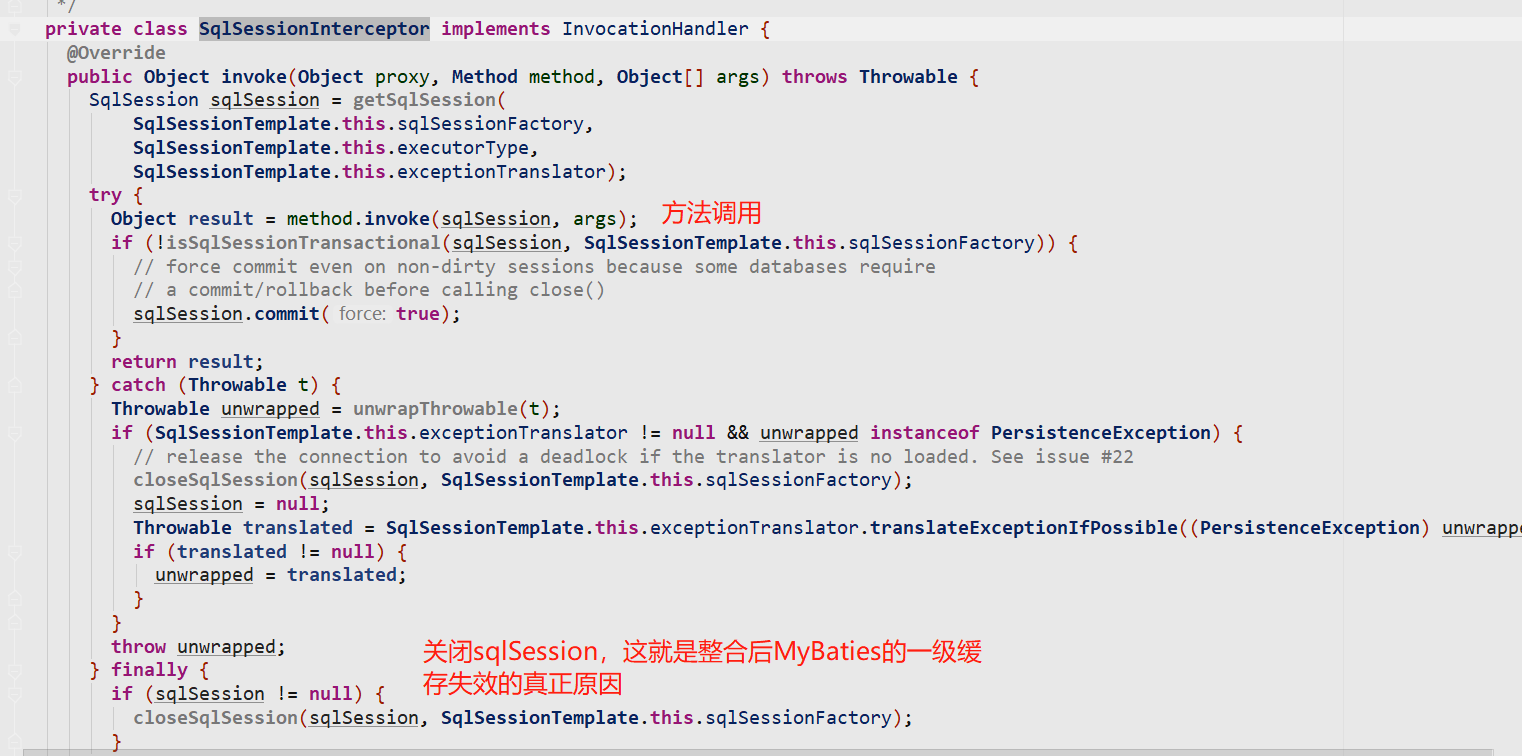 */
private class SqlSessionInterceptor implements InvocationHandler {
@Override
public Object invoke(Object proxy, Method method, Object[] args) throws Throwable {
SqlSession sqlSession = getSqlSession(
SqlSessionTemplate.this.sqlSessionFactory,
SqlSessionTemplate.this.executorType,
SqlSessionTemplate.this.exceptionTranslator);
try {
Object result = method.invoke(sqlSession, args); 方法调用
if (!isSqlSessionTransactional(sqlSession, SqlSessionTemplate.this.sqlSessionFactory)) {
// force commit even on non-dirty sessions because some databases require
// a commit/rollback before calling close()
sqlSession.commit( force: true);
}
return result;
} catch (Throwable t) {
Throwable unwrapped = unwrapThrowable(t);
if (SqlSessionTemplate.this.exceptionTranslator != null && unwrapped instanceof PersistenceException) {
// release the connection to avoid a deadlock if the translator is no loaded. See issue #22
closeSqlSession(sqlSession, SqlSessionTemplate.this.sqlSessionFactory);
sqlSession = null;
Throwable translated = SqlSessionTemplate.this.exceptionTranslator.translateExceptionIfPossible((PersistenceException) unwrappe
if (translated != null) {
unwrapped = translated;
}
}
throw unwrapped;
} finally {
关闭sqlSession，这就是整合后MyBaties的一级缓
存失效的真正原因
if (sqlSession != null) {
closeSqlSession(sqlSession, SqlSessionTemplate.this.sqlSessionFactory);
}